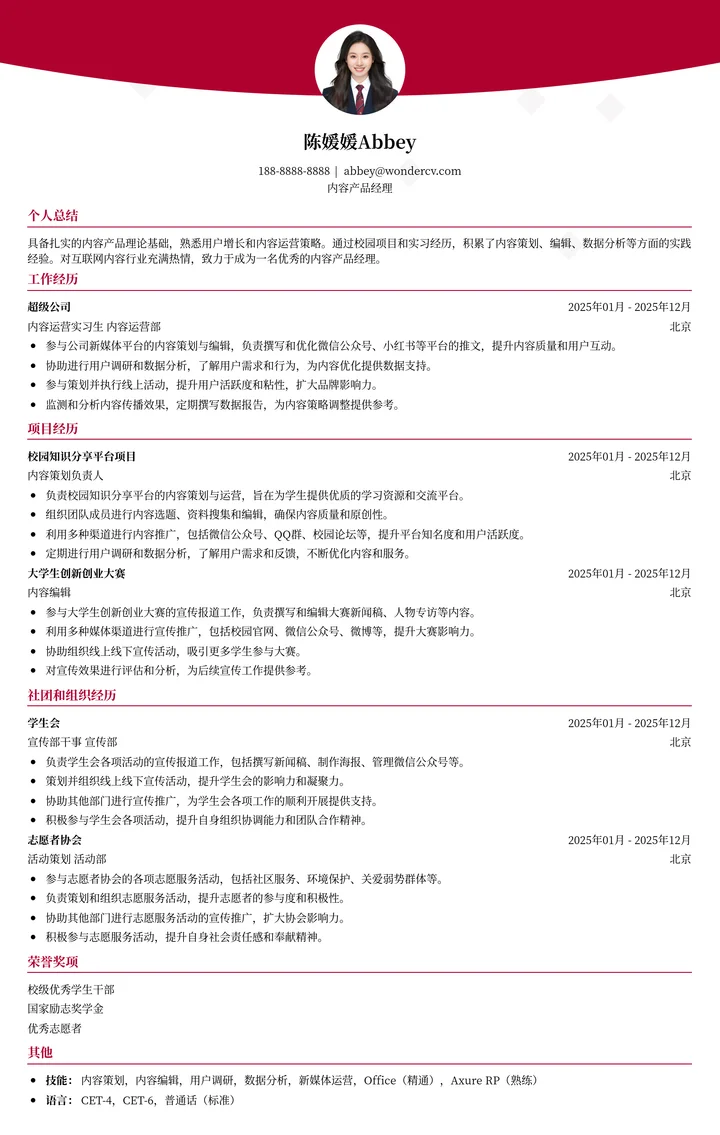 陈媛媛Abbey
188-8888-8888 | abbey@wondercv.com
内容产品经理
个人总结
具备扎实的内容产品理论基础，熟悉用户增长和内容运营策略。通过校园项目和实习经历，积累了内容策划、编辑、数据分析等方面的实践
经验。对互联网内容行业充满热情，致力于成为一名优秀的内容产品经理。
工作经历
超级公司 2025年01月 - 2025年12月
内容运营实习生 内容运营部 北京
• 参与公司新媒体平台的内容策划与编辑，负责撰写和优化微信公众号、小红书等平台的推文，提升内容质量和用户互动。
• 协助进行用户调研和数据分析，了解用户需求和行为，为内容优化提供数据支持。
• 参与策划并执行线上活动，提升用户活跃度和粘性，扩大品牌影响力。
• 监测和分析内容传播效果，定期撰写数据报告，为内容策略调整提供参考。
项目经历
校园知识分享平台项目 2025年01月 - 2025年12月
内容策划负责人 北京
• 负责校园知识分享平台的内容策划与运营，旨在为学生提供优质的学习资源和交流平台。
• 组织团队成员进行内容选题、资料搜集和编辑，确保内容质量和原创性。
• 利用多种渠道进行内容推广，包括微信公众号、QQ群、校园论坛等，提升平台知名度和用户活跃度。
• 定期进行用户调研和数据分析，了解用户需求和反馈，不断优化内容和服务。
大学生创新创业大赛 2025年01月 - 2025年12月
内容编辑 北京
• 参与大学生创新创业大赛的宣传报道工作，负责撰写和编辑大赛新闻稿、人物专访等内容。
• 利用多种媒体渠道进行宣传推广，包括校园官网、微信公众号、微博等，提升大赛影响力。
• 协助组织线上线下宣传活动，吸引更多学生参与大赛。
• 对宣传效果进行评估和分析，为后续宣传工作提供参考。
社团和组织经历
学生会 2025年01月 - 2025年12月
宣传部干事 宣传部 北京
• 负责学生会各项活动的宣传报道工作，包括撰写新闻稿、制作海报、管理微信公众号等。
• 策划并组织线上线下宣传活动，提升学生会的影响力和凝聚力。
• 协助其他部门进行宣传推广，为学生会各项工作的顺利开展提供支持。
• 积极参与学生会各项活动，提升自身组织协调能力和团队合作精神。
志愿者协会 2025年01月 - 2025年12月
活动策划 活动部 北京
• 参与志愿者协会的各项志愿服务活动，包括社区服务、环境保护、关爱弱势群体等。
• 负责策划和组织志愿服务活动，提升志愿者的参与度和积极性。
• 协助其他部门进行志愿服务活动的宣传推广，扩大协会影响力。
• 积极参与志愿服务活动，提升自身社会责任感和奉献精神。
荣誉奖项
校级优秀学生干部
国家励志奖学金
优秀志愿者
其他
• 技能： 内容策划，内容编辑，用户调研，数据分析，新媒体运营，Office（精通），Axure RP（熟练）
• 语言： CET-4，CET-6，普通话（标准）